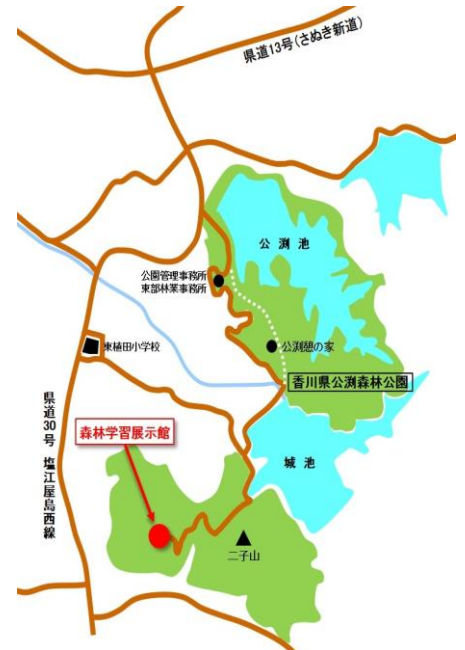 県道13号(さぬき新道)
公渕池
公園管理事務所
東部林業事務所
東植田小学校
公渕憩の家
香川県公渕森林公園
県道30号 塩江屋島西線
森林学習展示館
城池
二子山